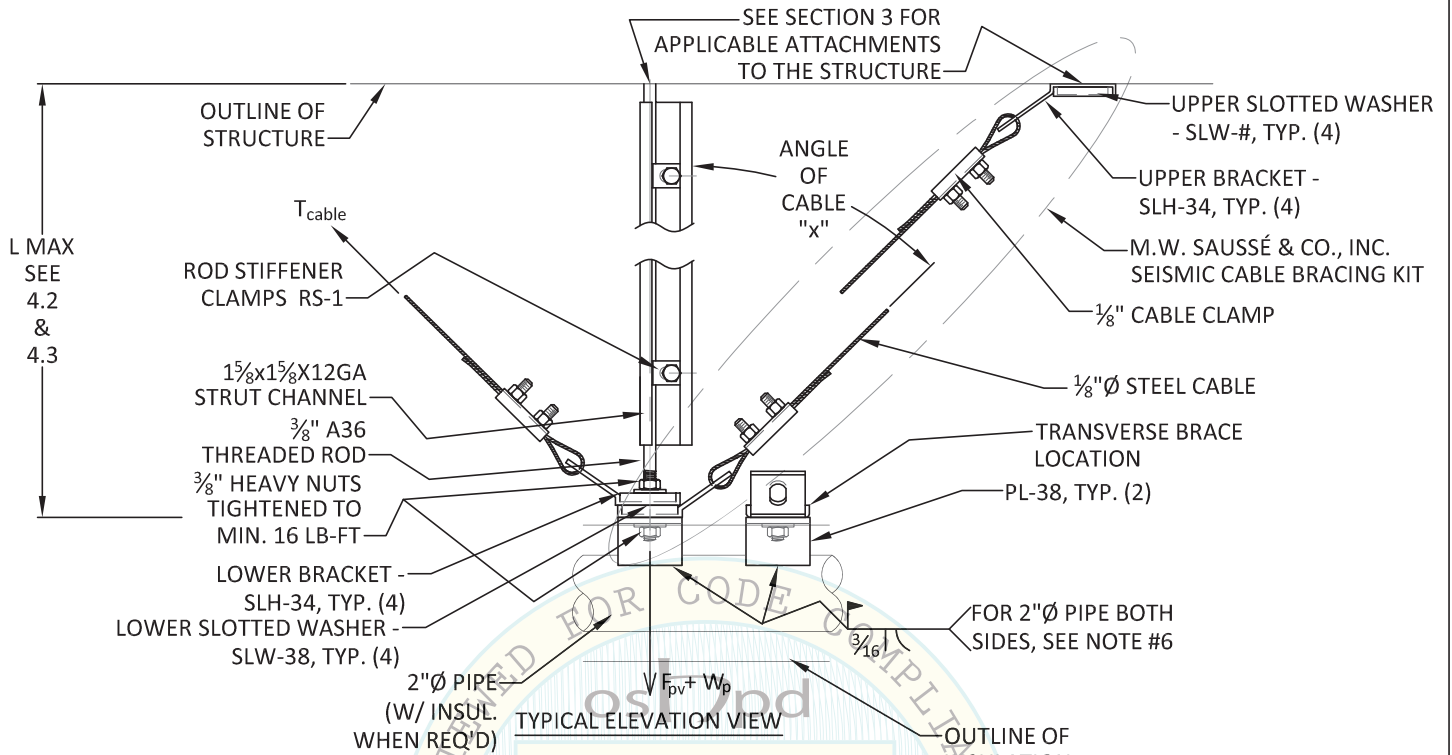 SEE SECTION 3 FOR
APPLICABLE ATTACHMENTS
TO THE STRUCTURE
OUTLINE OF
STRUCTURE
UPPER SLOTTED WASHER
- SLW-#, TYP. (4)
ANGLE
OF
CABLE
"x"
UPPER BRACKET -
SLH-34, TYP. (4)
Tcable
L MAX
SEE
4.2
&
4.3
M.W. SAUSSÉ & CO., INC.
SEISMIC CABLE BRACING KIT
ROD STIFFENER
CLAMPS RS-1
⅛" CABLE CLAMP
1⅝x1⅝X12GA
STRUT CHANNEL
⅛"Ø STEEL CABLE
⅜" A36
THREADED ROD
TRANSVERSE BRACE
LOCATION
⅜" HEAVY NUTS
TIGHTENED TO
MIN. 16 LB-FT
PL-38, TYP. (2)
LOWER BRACKET -
SLH-34, TYP. (4)
LOWER SLOTTED WASHER -
SLW-38, TYP. (4)
FOR 2"Ø PIPE BOTH
SIDES, SEE NOTE #6
3/16
2"Ø PIPE
(W/ INSUL.
WHEN REQ'D)
Fpv+ Wp
TYPICAL ELEVATION VIEW
OUTLINE OF
FOR CODE
oshpd